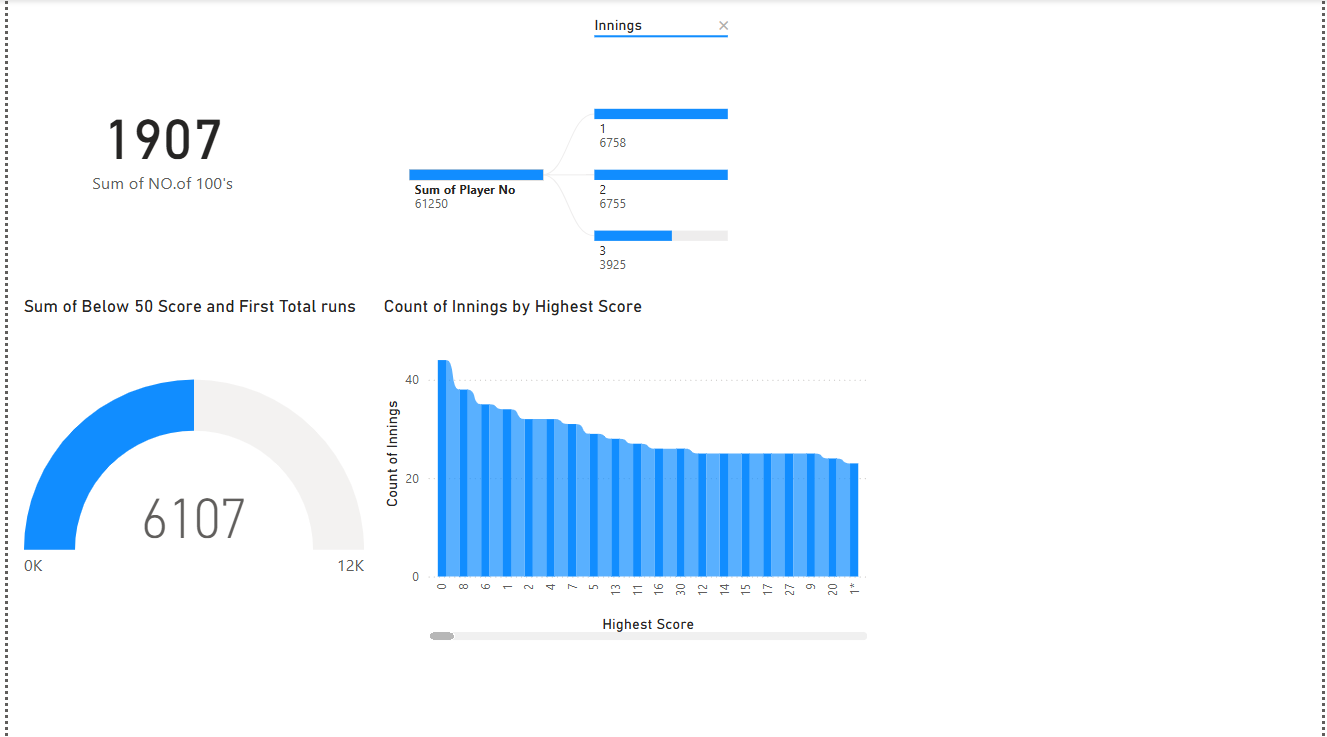 Innings
1907
Sum of NO.of 100's
Sum of Player No
61250
1
6758
2
6755
3
3925
Sum of Below 50 Score and First Total runs
6107
0K
12K
Count of Innings by Highest Score
Count of Innings
40
20
0
0 8 6 1 2 4 7 5 13 11 16 30 12 14 15 17 27 9 20 1*
Highest Score